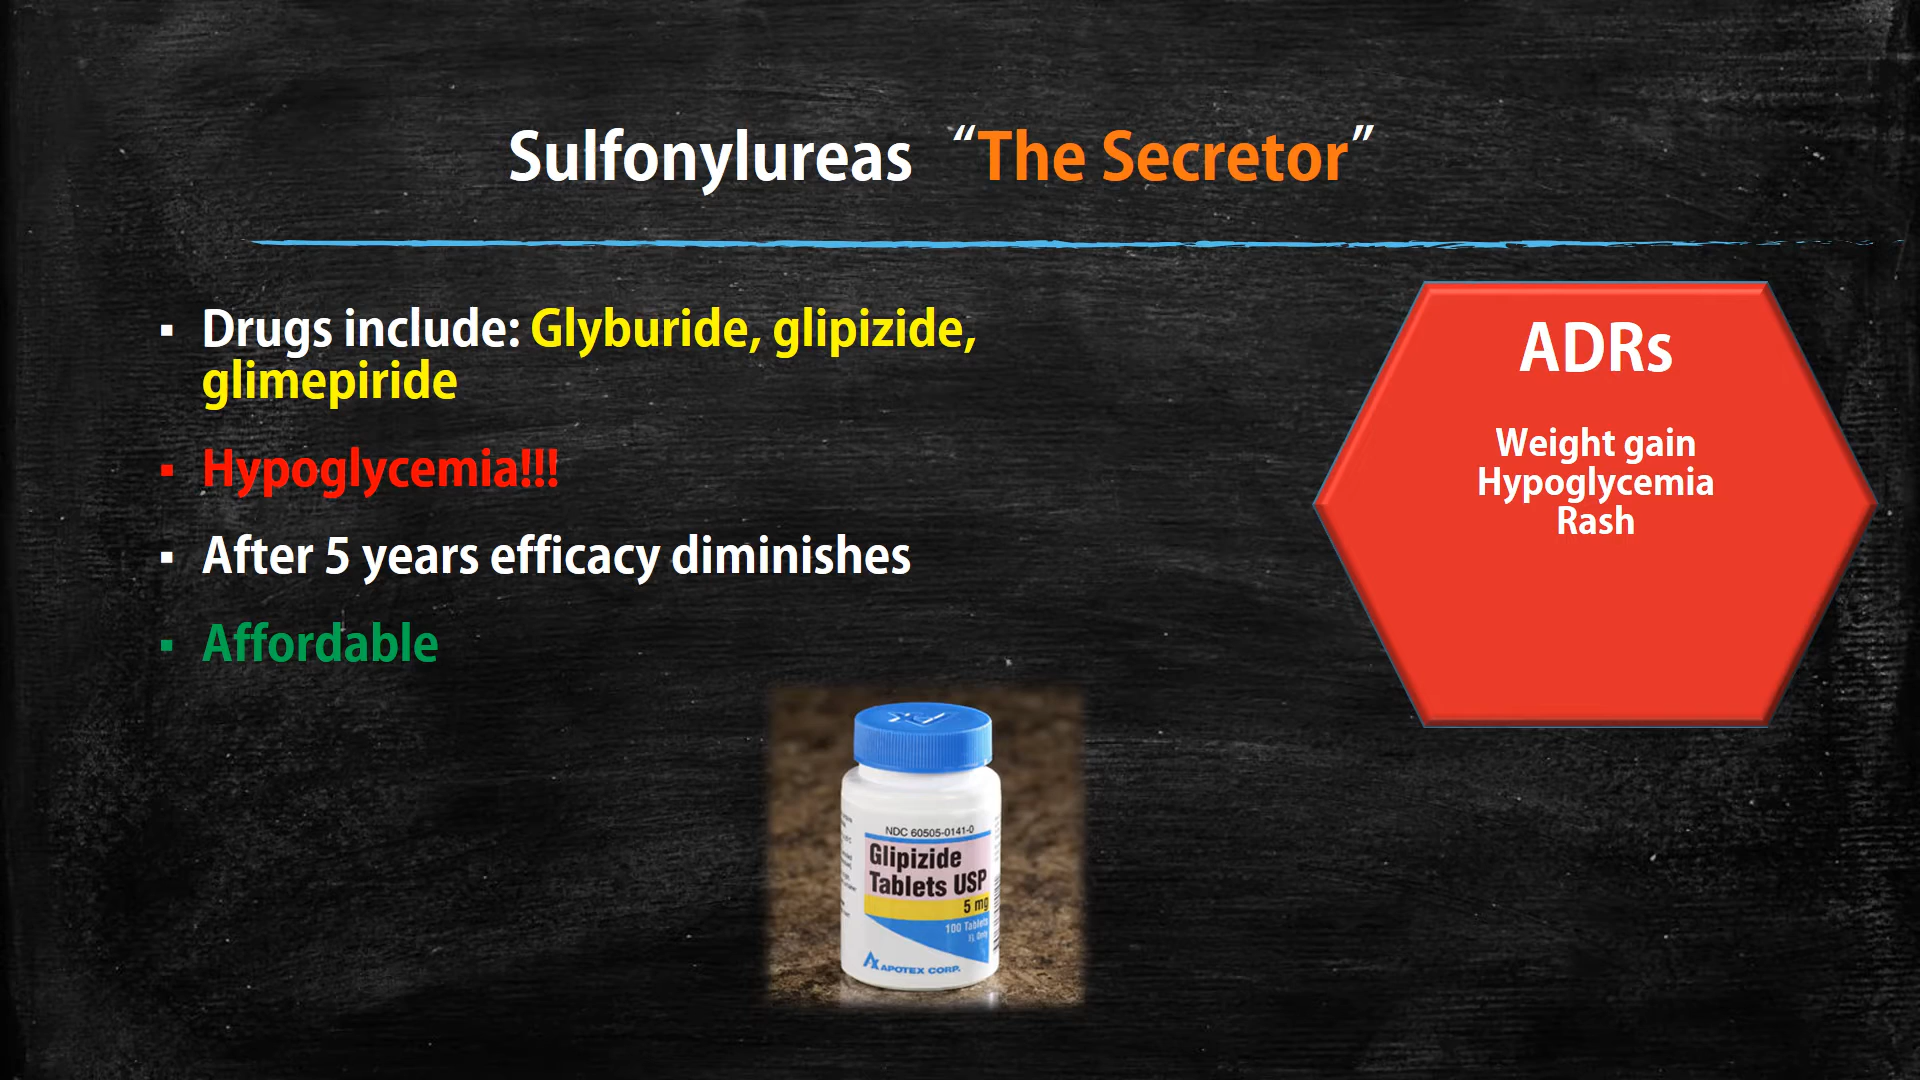 Sulfonylureas “The Secretor”
▪ Drugs include: Glyburide, glipizide,
glimepiride
▪ Hypoglycemia!!!
▪ After 5 years efficacy diminishes
▪ Affordable
ADRs
Weight gain
Hypoglycemia
Rash
NDC 60505-0141-0
Glipizide
Tablets USP
5 mg
100 Tablets
Only
APOTEX CORP.